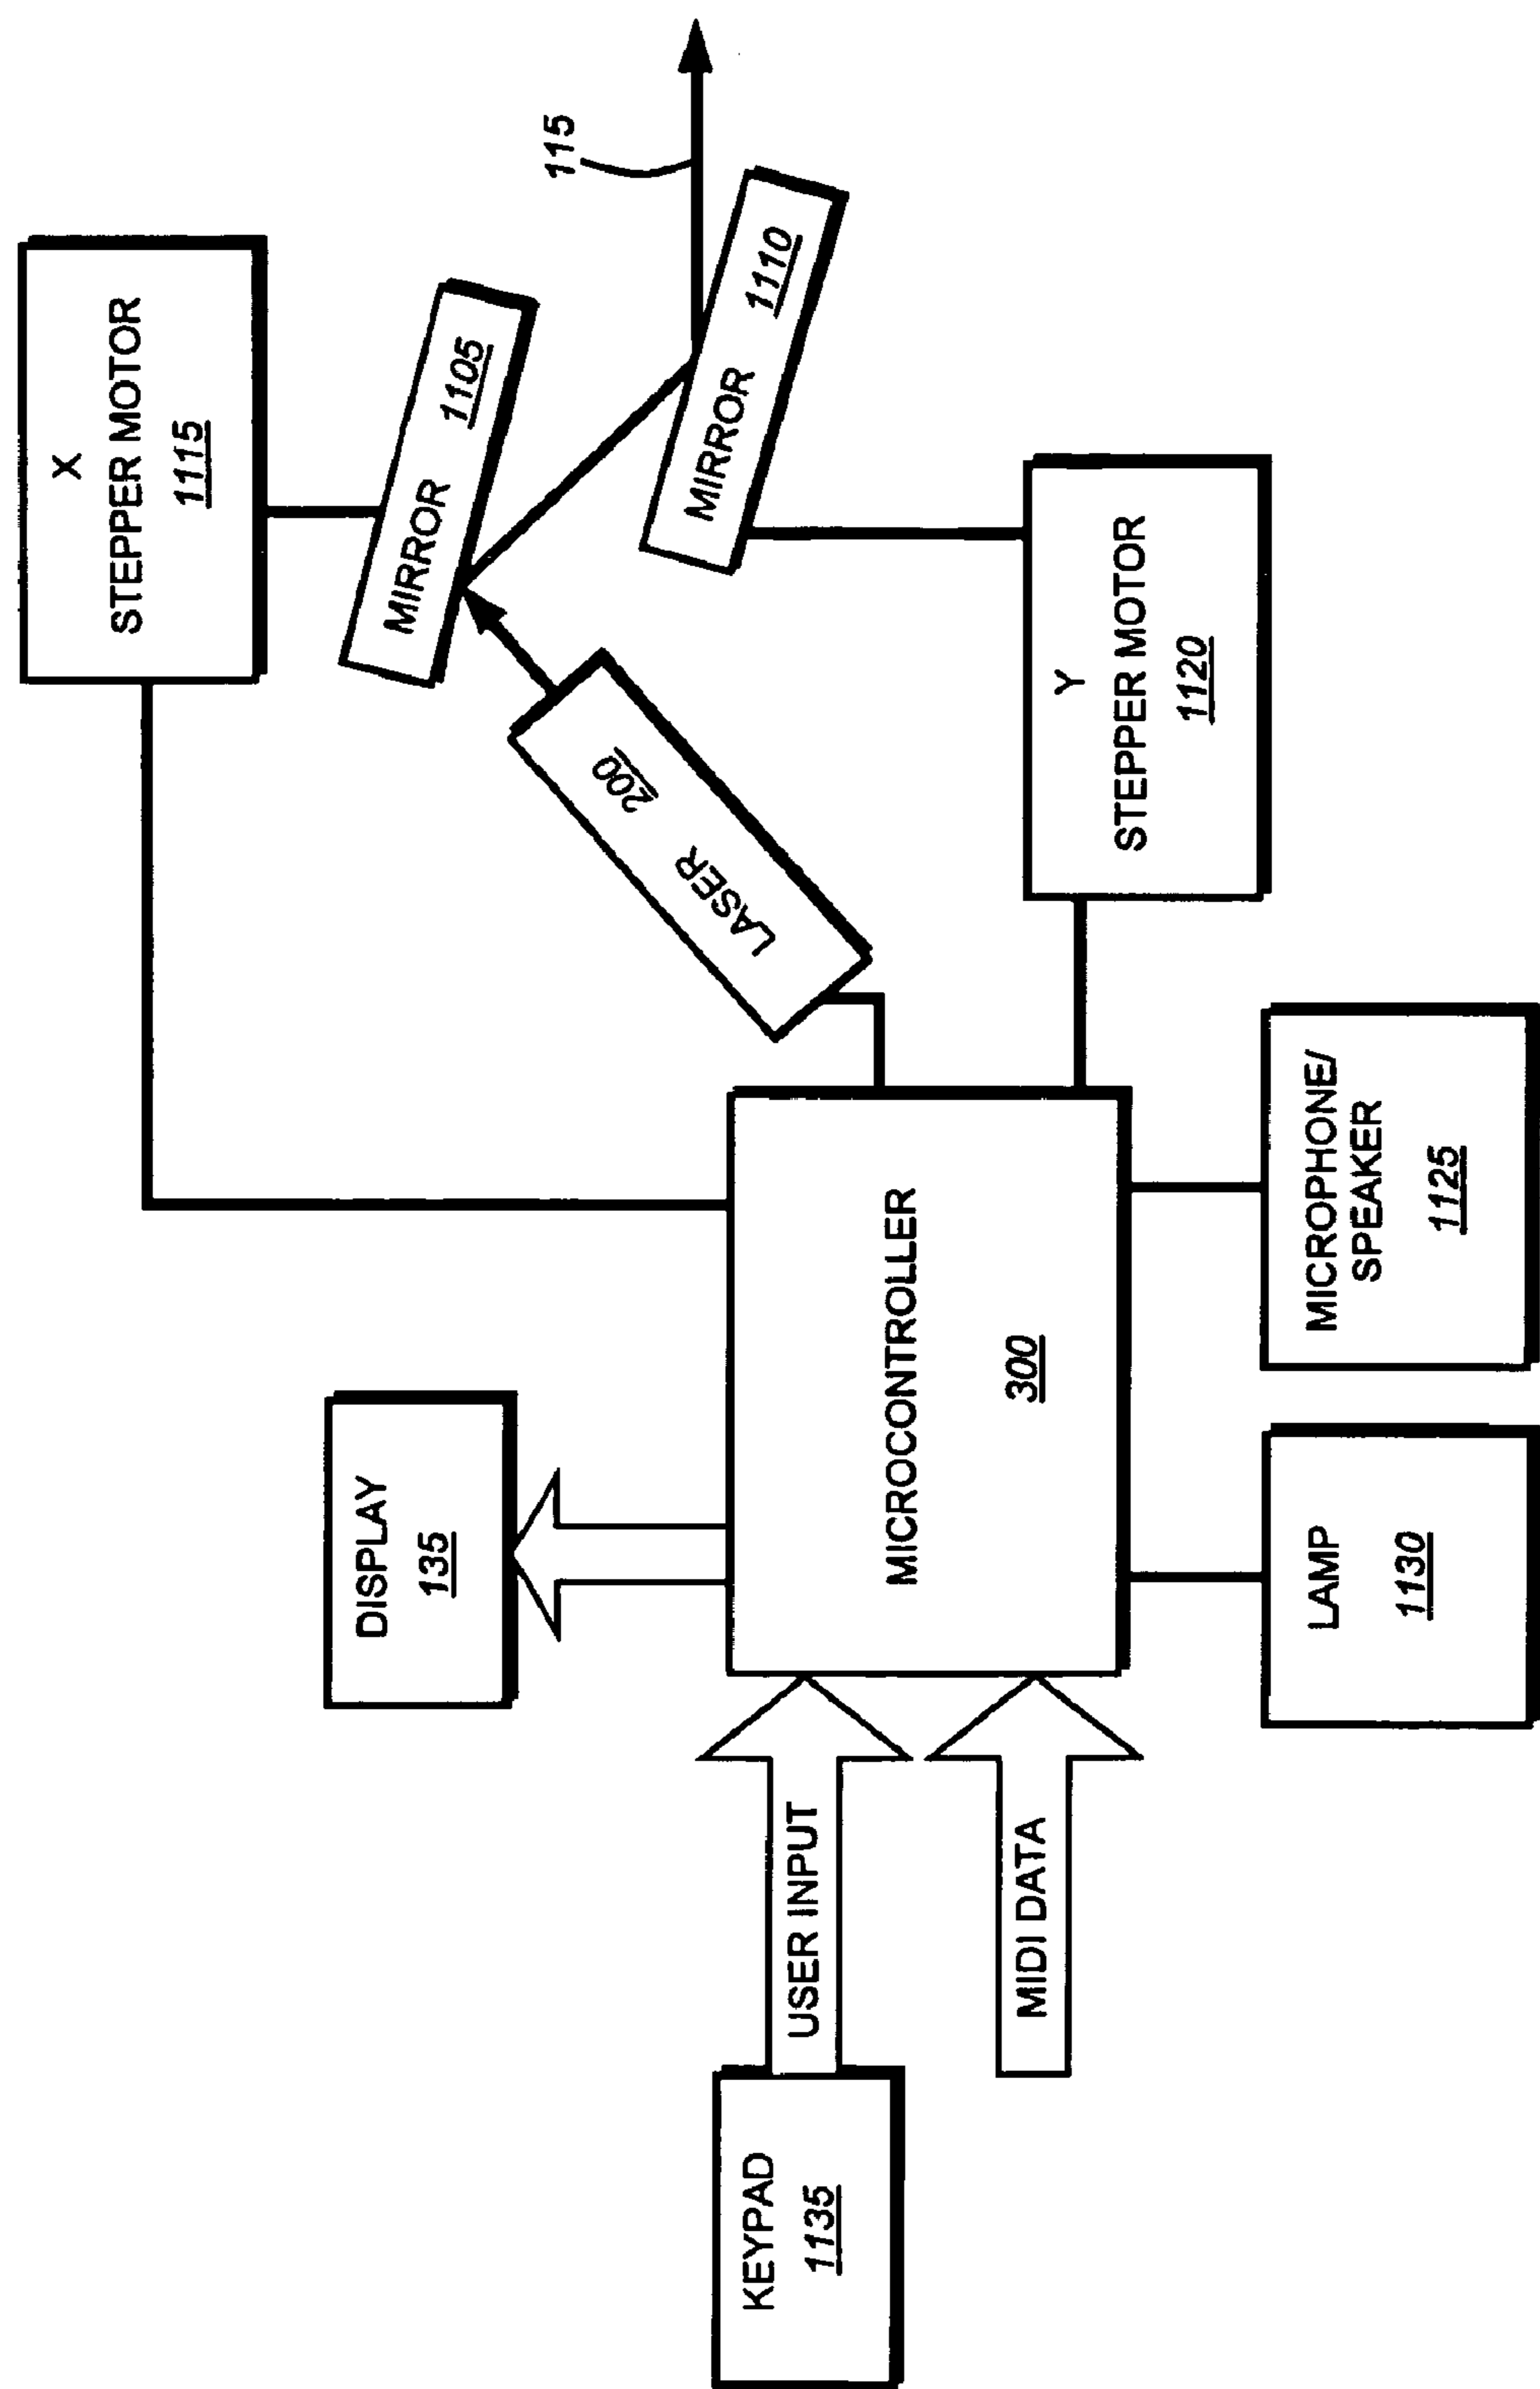 X
STEPPER MOTOR
1115
MIRROR 1105
115
MIRROR 1110
LASER 200
DISPLAY
135
KEYPAD
1135
USER INPUT
MIDI DATA
MICROCONTROLLER
300
Y
STEPPER MOTOR
1120
LAMP
1130
MICROPHONE/
SPEAKER
1125